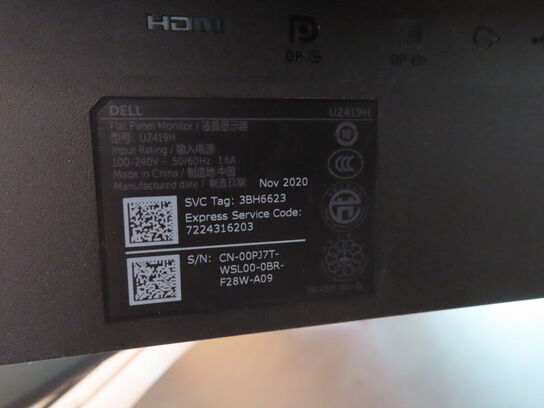 HDMI
DP
DP
DELL U2419H
Flat Panel Monitor / 液晶显示器
型号: U2419H
Input Rating / 输入电源:
100-240V ~ 50/60Hz 1.6A
Made in China / 制造地:中国
Manufactured date / 制造日期: Nov 2020
SVC Tag: 3BH6623
Express Service Code:
7224316203
S/N: CN-00PJ7T-
WSL00-0BR-
F28W-A09